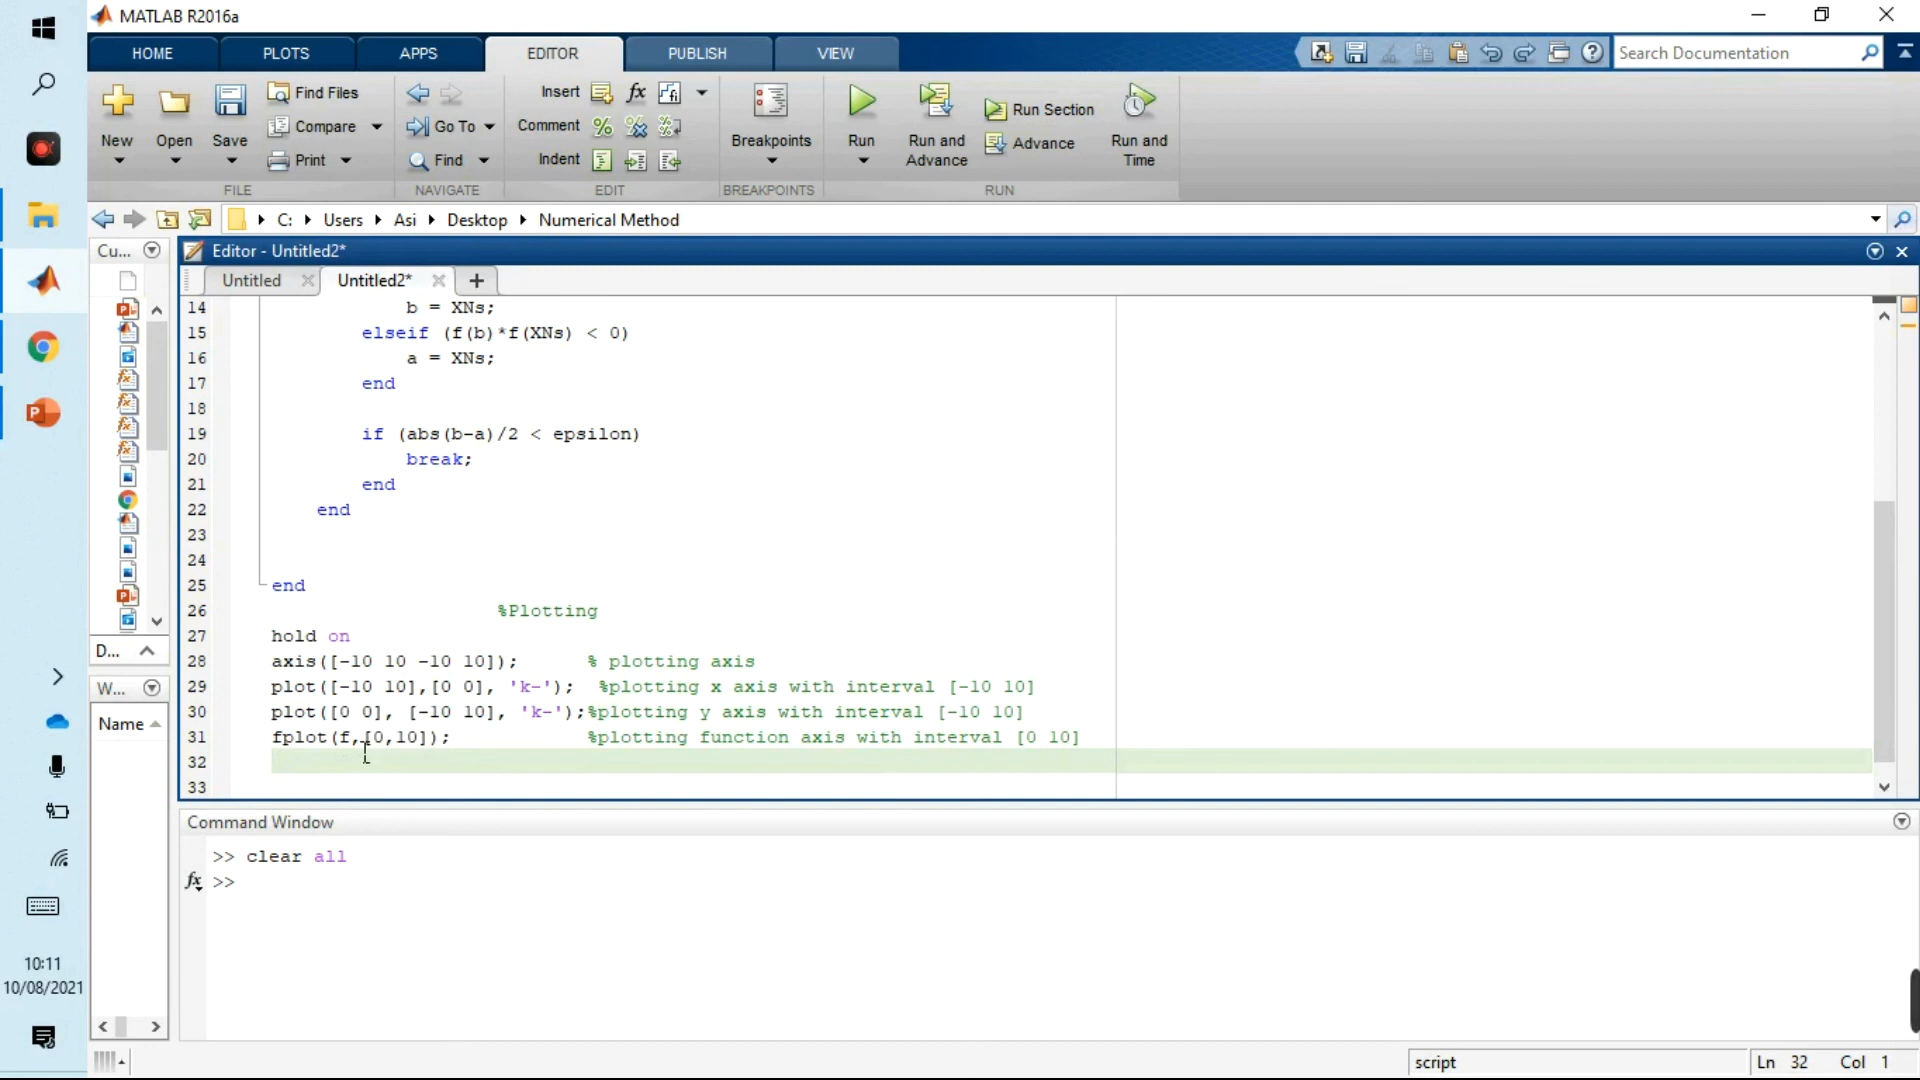 MATLAB R2016a
HOME PLOTS APPS EDITOR PUBLISH VIEW Search Documentation
New Open Save Find Files Compare Print
FILE
Go To Find
NAVIGATE
Insert fx
Comment %
Indent
EDIT
Breakpoints
BREAKPOINTS
Run Run and Advance Run Section Advance Run and Time
RUN
C: Users Asi Desktop Numerical Method
Cu...
Editor - Untitled2*
Untitled Untitled2* +
14 b = XNs;
15 elseif (f(b)*f(XNs) < 0)
16 a = XNs;
17 end
18
19 if (abs(b-a)/2 < epsilon)
20 break;
21 end
22 end
23
24
25 end
26 %Plotting
27 hold on
28 axis([-10 10 -10 10]); % plotting axis
29 plot([-10 10],[0 0], 'k-'); %plotting x axis with interval [-10 10]
30 plot([0 0], [-10 10], 'k-');%plotting y axis with interval [-10 10]
31 fplot(f,[0,10]); %plotting function axis with interval [0 10]
32
33
D...
W...
Name
Command Window
>> clear all
fx >>
10:11
10/08/2021
script Ln 32 Col 1